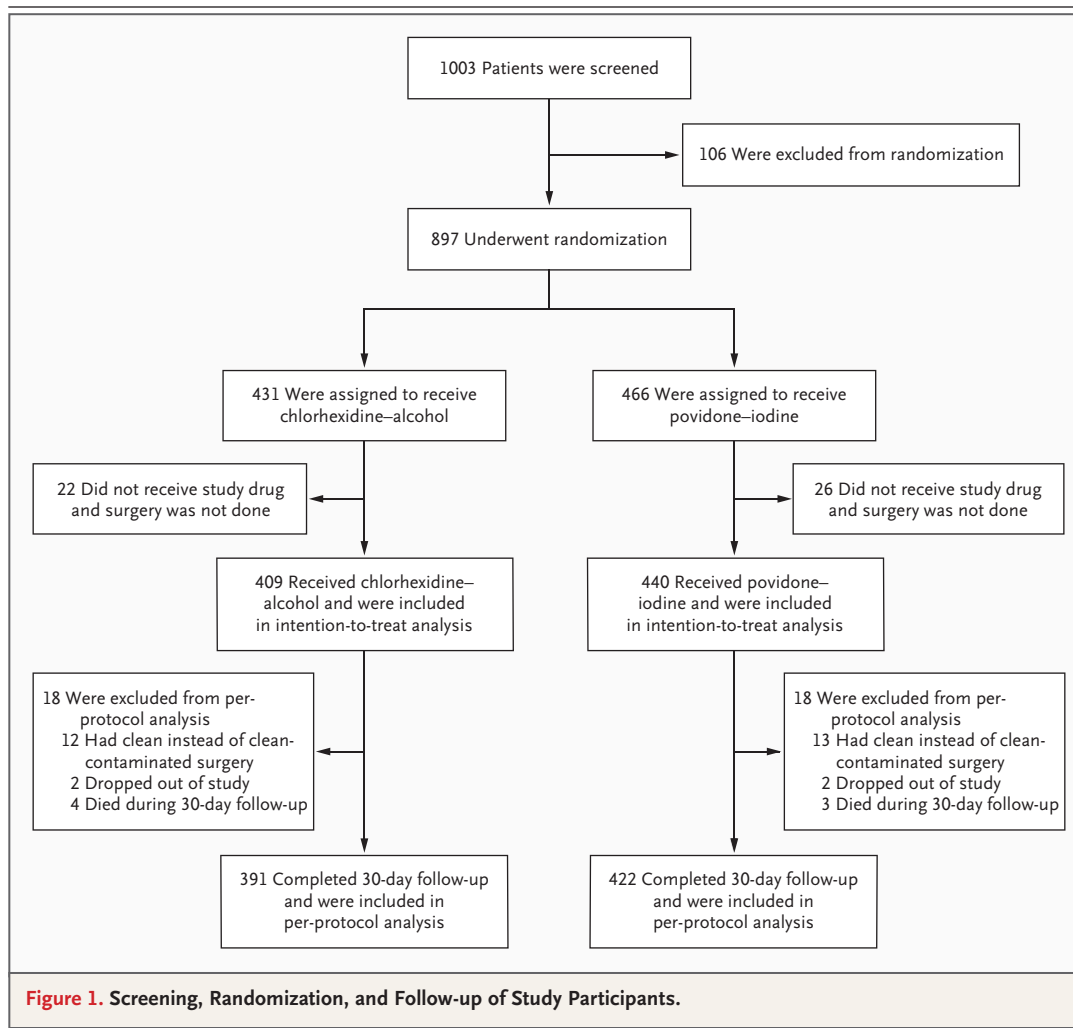 1003 Patients were screened
106 Were excluded from randomization
897 Underwent randomization
431 Were assigned to receive
chlorhexidine–alcohol
466 Were assigned to receive
povidone–iodine
22 Did not receive study drug
and surgery was not done
26 Did not receive study drug
and surgery was not done
409 Received chlorhexidine–
alcohol and were included
in intention-to-treat analysis
440 Received povidone–
iodine and were included
in intention-to-treat analysis
18 Were excluded from per-
protocol analysis
12 Had clean instead of clean-
contaminated surgery
2 Dropped out of study
4 Died during 30-day follow-up
18 Were excluded from per-
protocol analysis
13 Had clean instead of clean-
contaminated surgery
2 Dropped out of study
3 Died during 30-day follow-up
391 Completed 30-day follow-up
and were included in
per-protocol analysis
422 Completed 30-day follow-up
and were included in
per-protocol analysis
Figure 1. Screening, Randomization, and Follow-up of Study Participants.